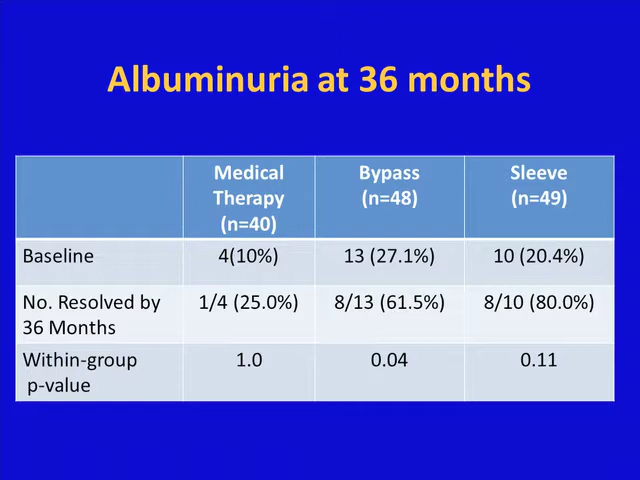 Albuminuria at 36 months
Medical Therapy (n=40) Bypass (n=48) Sleeve (n=49)
Baseline 4(10%) 13 (27.1%) 10 (20.4%)
No. Resolved by 36 Months 1/4 (25.0%) 8/13 (61.5%) 8/10 (80.0%)
Within-group p-value 1.0 0.04 0.11